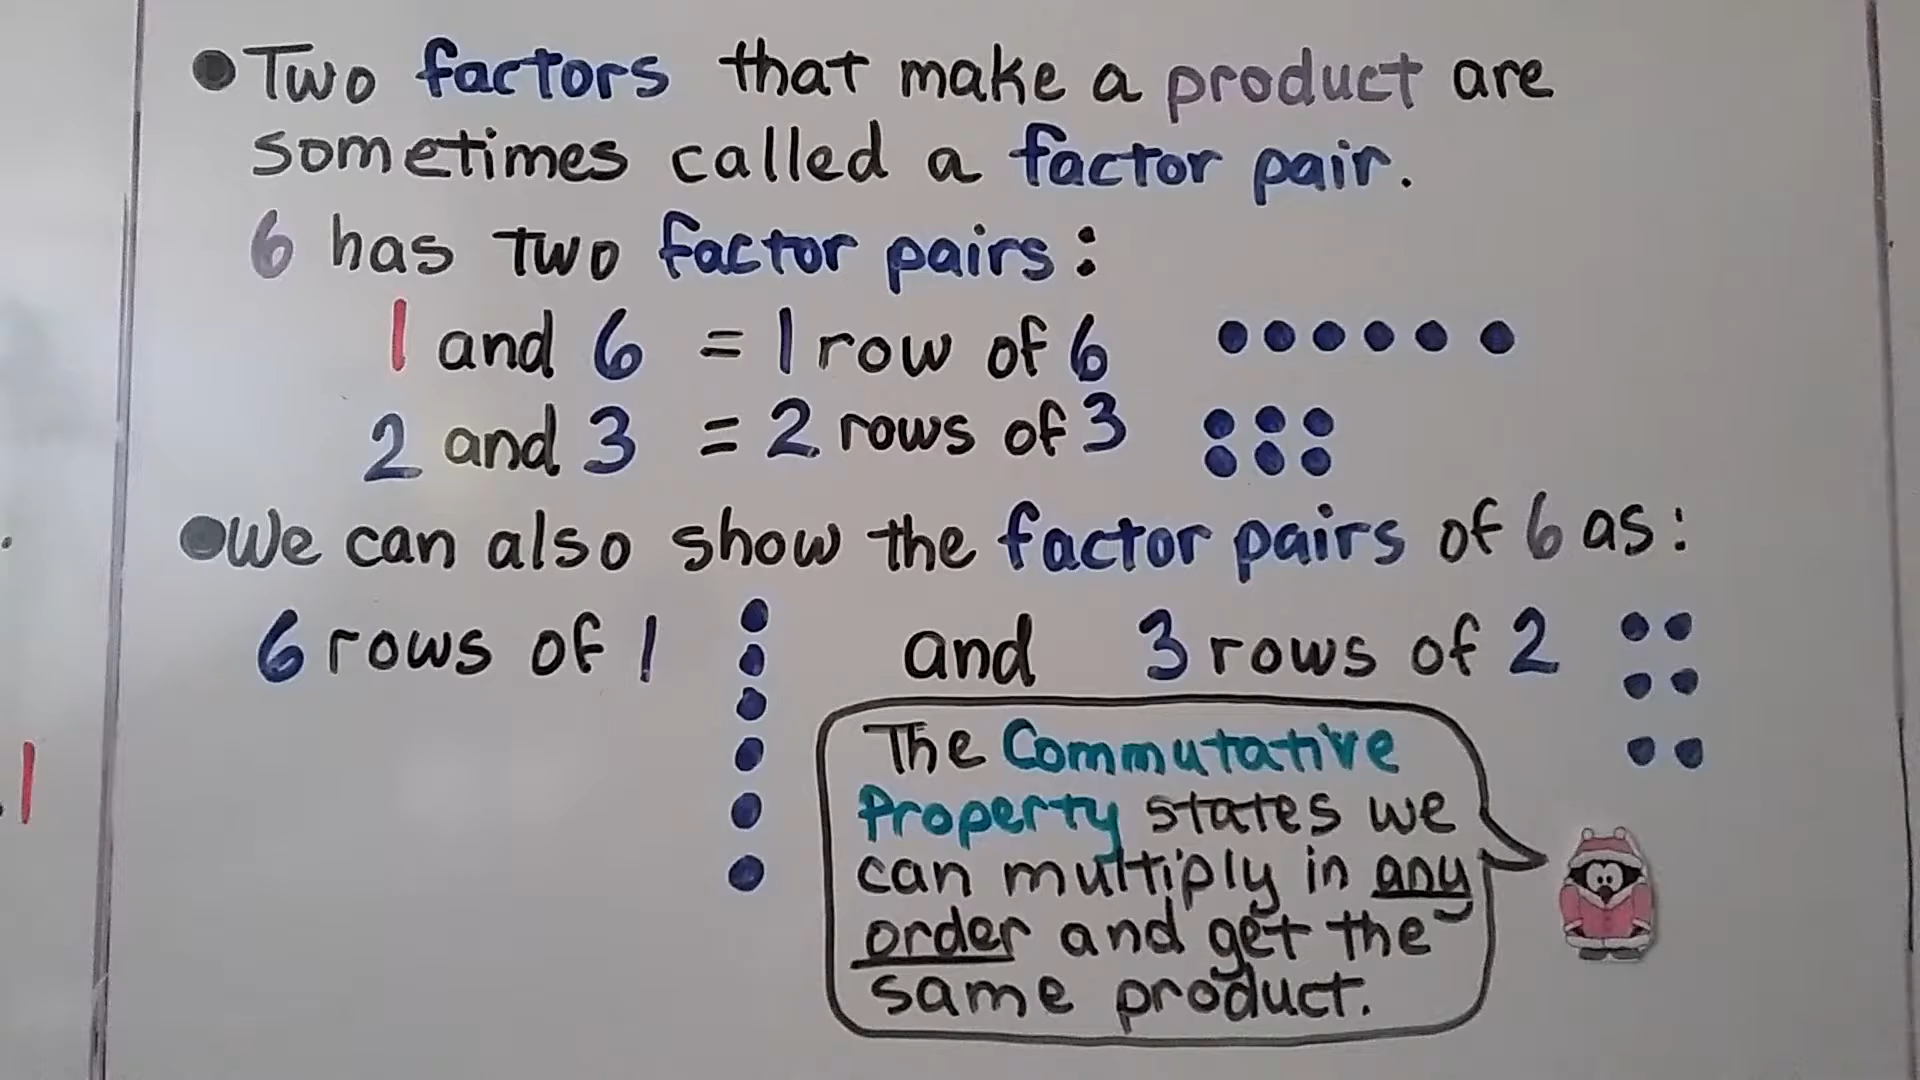 ●Two factors that make a product are
sometimes called a factor pair.
6 has two factor pairs:
1 and 6 = 1 row of 6
2 and 3 = 2 rows of 3
●We can also show the factor pairs of 6 as:
6 rows of 1 and 3 rows of 2
The Commutative
Property states we
can multiply in any
order and get the
same product.
.
.1